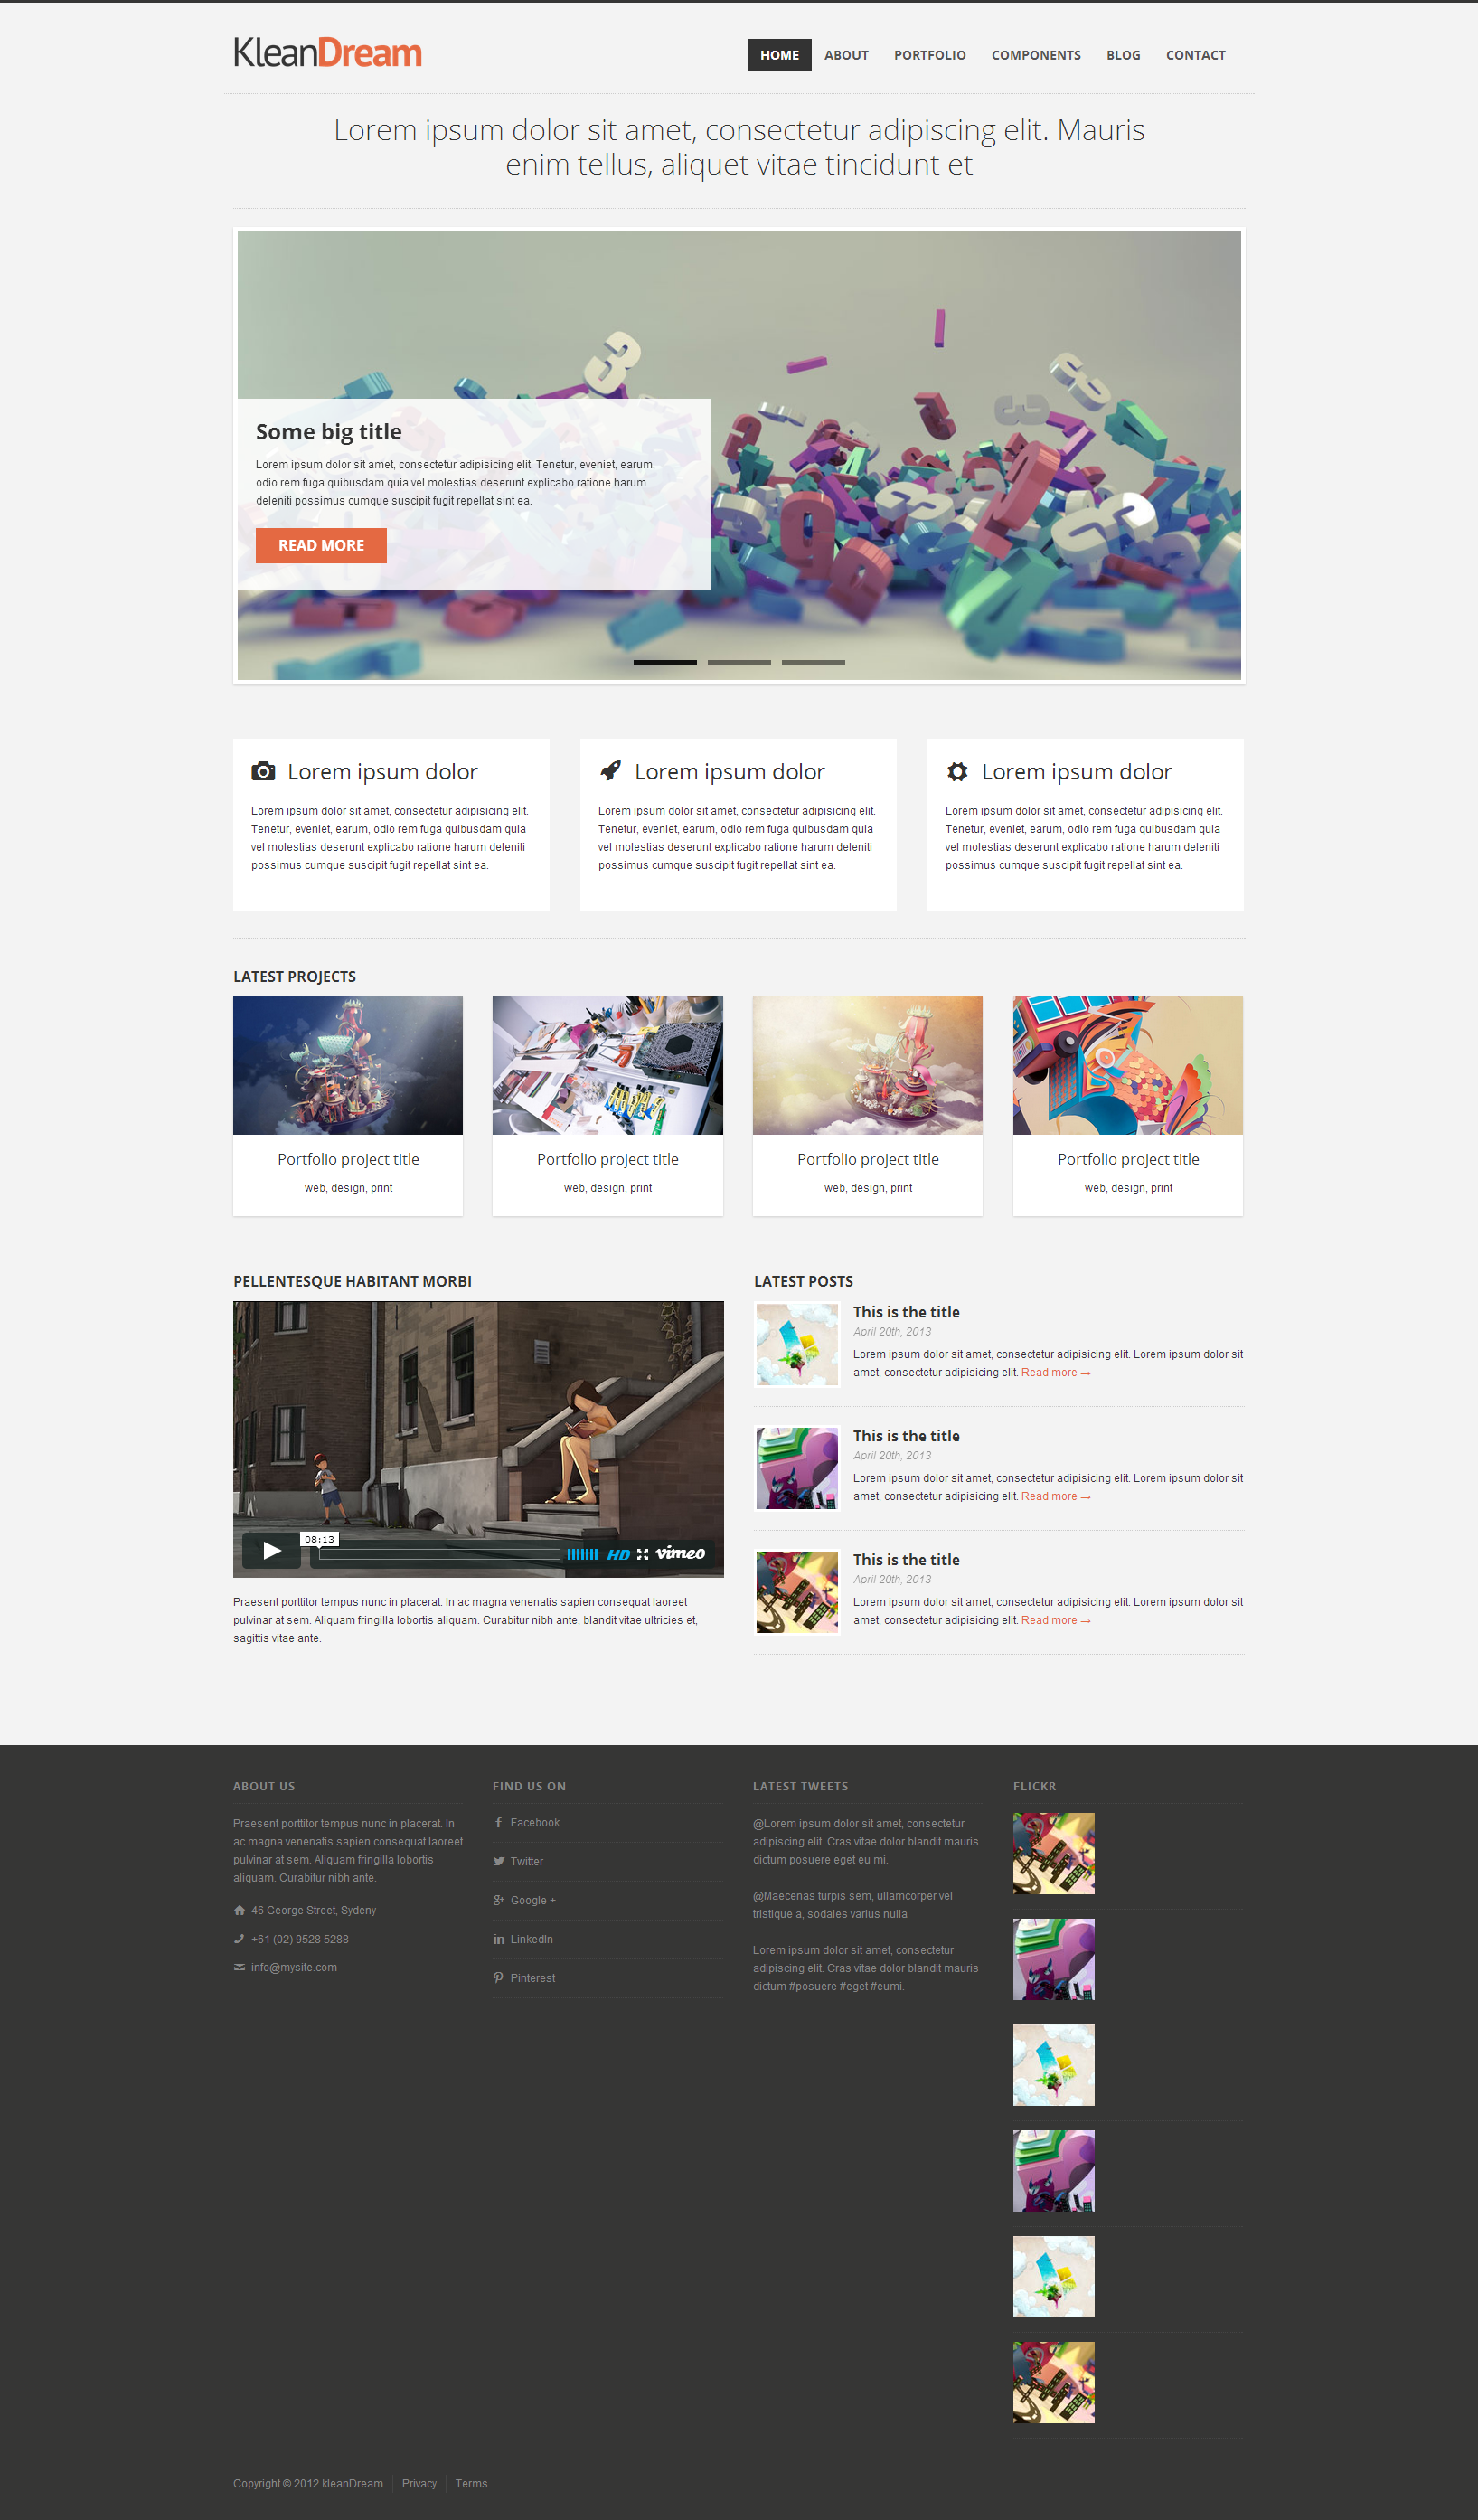 KleanDream
HOME ABOUT PORTFOLIO COMPONENTS BLOG CONTACT
Lorem ipsum dolor sit amet, consectetur adipiscing elit. Mauris
enim tellus, aliquet vitae tincidunt et
Some big title
Lorem ipsum dolor sit amet, consectetur adipisicing elit. Tenetur, eveniet, earum,
odio rem fuga quibusdam quia vel molestias deserunt explicabo ratione harum
deleniti possimus cumque suscipit fugit repellat sint ea.
READ MORE
Lorem ipsum dolor
Lorem ipsum dolor sit amet, consectetur adipisicing elit.
Tenetur, eveniet, earum, odio rem fuga quibusdam quia
vel molestias deserunt explicabo ratione harum deleniti
possimus cumque suscipit fugit repellat sint ea.
Lorem ipsum dolor
Lorem ipsum dolor sit amet, consectetur adipisicing elit.
Tenetur, eveniet, earum, odio rem fuga quibusdam quia
vel molestias deserunt explicabo ratione harum deleniti
possimus cumque suscipit fugit repellat sint ea.
Lorem ipsum dolor
Lorem ipsum dolor sit amet, consectetur adipisicing elit.
Tenetur, eveniet, earum, odio rem fuga quibusdam quia
vel molestias deserunt explicabo ratione harum deleniti
possimus cumque suscipit fugit repellat sint ea.
LATEST PROJECTS
Portfolio project title
web, design, print
Portfolio project title
web, design, print
Portfolio project title
web, design, print
Portfolio project title
web, design, print
PELLENTESQUE HABITANT MORBI
08:13
HD vimeo
Praesent porttitor tempus nunc in placerat. In ac magna venenatis sapien consequat laoreet
pulvinar at sem. Aliquam fringilla lobortis aliquam. Curabitur nibh ante, blandit vitae ultricies et,
sagittis vitae ante.
LATEST POSTS
This is the title
April 20th, 2013
Lorem ipsum dolor sit amet, consectetur adipisicing elit. Lorem ipsum dolor sit
amet, consectetur adipisicing elit. Read more →
This is the title
April 20th, 2013
Lorem ipsum dolor sit amet, consectetur adipisicing elit. Lorem ipsum dolor sit
amet, consectetur adipisicing elit. Read more →
This is the title
April 20th, 2013
Lorem ipsum dolor sit amet, consectetur adipisicing elit. Lorem ipsum dolor sit
amet, consectetur adipisicing elit. Read more →
ABOUT US
Praesent porttitor tempus nunc in placerat. In
ac magna venenatis sapien consequat laoreet
pulvinar at sem. Aliquam fringilla lobortis
aliquam. Curabitur nibh ante.
46 George Street, Sydeny
+61 (02) 9528 5288
info@mysite.com
FIND US ON
Facebook
Twitter
Google +
LinkedIn
Pinterest
LATEST TWEETS
@Lorem ipsum dolor sit amet, consectetur
adipiscing elit. Cras vitae dolor blandit mauris
dictum posuere eget eu mi.
@Maecenas turpis sem, ullamcorper vel
tristique a, sodales varius nulla
Lorem ipsum dolor sit amet, consectetur
adipiscing elit. Cras vitae dolor blandit mauris
dictum #posuere #eget #eumi.
FLICKR
Copyright © 2012 kleanDream Privacy Terms